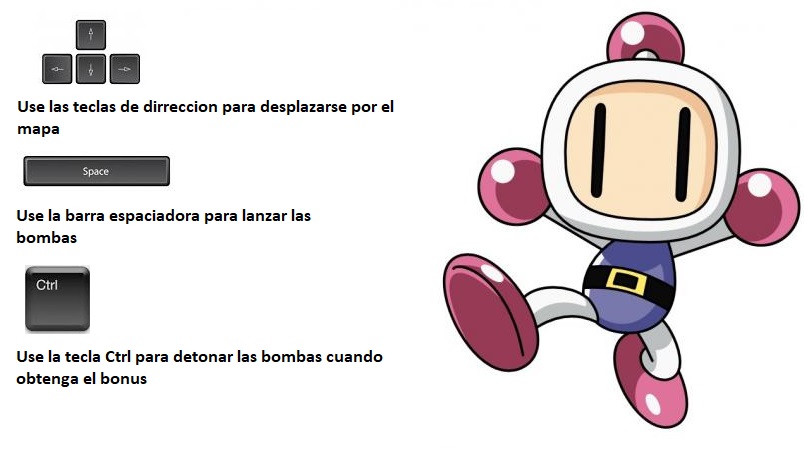 Use las teclas de dirreccion para desplazarse por el
mapa
Space
Use la barra espaciadora para lanzar las
bombas
Ctrl
Use la tecla Ctrl para detonar las bombas cuando
obtenga el bonus